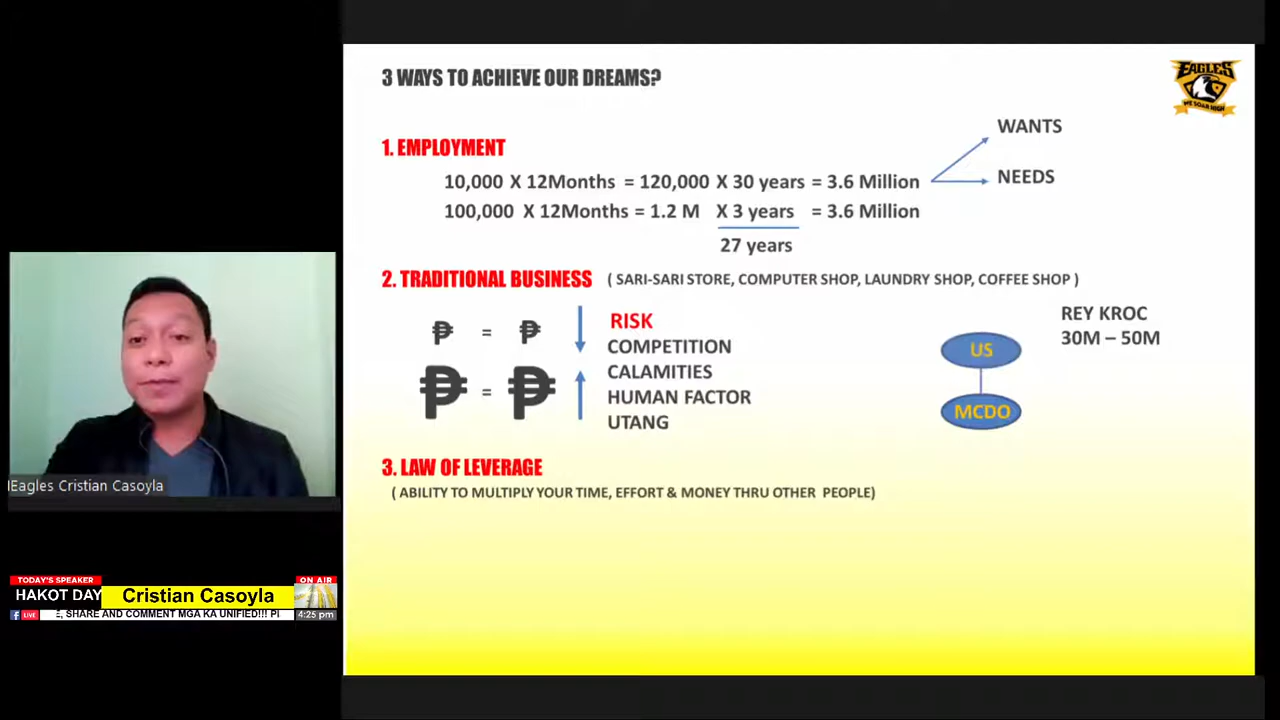 3 WAYS TO ACHIEVE OUR DREAMS?
EAGLES
WE SOAR HIGH
WANTS
1. EMPLOYMENT
10,000 X 12Months = 120,000 X 30 years = 3.6 Million
NEEDS
100,000 X 12Months = 1.2 M X 3 years = 3.6 Million
27 years
2. TRADITIONAL BUSINESS ( SARI-SARI STORE, COMPUTER SHOP, LAUNDRY SHOP, COFFEE SHOP )
₱ = ₱
RISK
COMPETITION
CALAMITIES
₱ = ₱
HUMAN FACTOR
UTANG
REY KROC
30M – 50M
US
MCDO
3. LAW OF LEVERAGE
( ABILITY TO MULTIPLY YOUR TIME, EFFORT & MONEY THRU OTHER PEOPLE)
Eagles Cristian Casoyla
TODAY'S SPEAKER
ON AIR
HAKOT DAY
Cristian Casoyla
LIVE
E, SHARE AND COMMENT MGA KA UNIFIED!!! Pl
4:25 pm